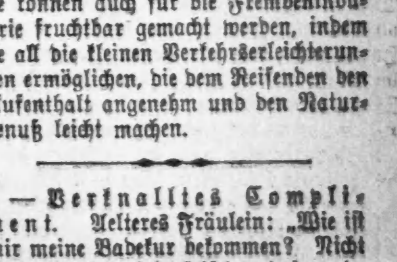 können auch für die Fremdenindu-
rie fruchtbar gemacht werden, indem
e all die kleinen Verkehrserleichterun-
en ermöglichen, die dem Reisenden den
ufenthalt angenehm und den Natur-
enuß leicht machen.
— Verknalltes Compli-
ent. Aelteres Fräulein: „Wie ist
ir meine Badekur bekommen? Nicht